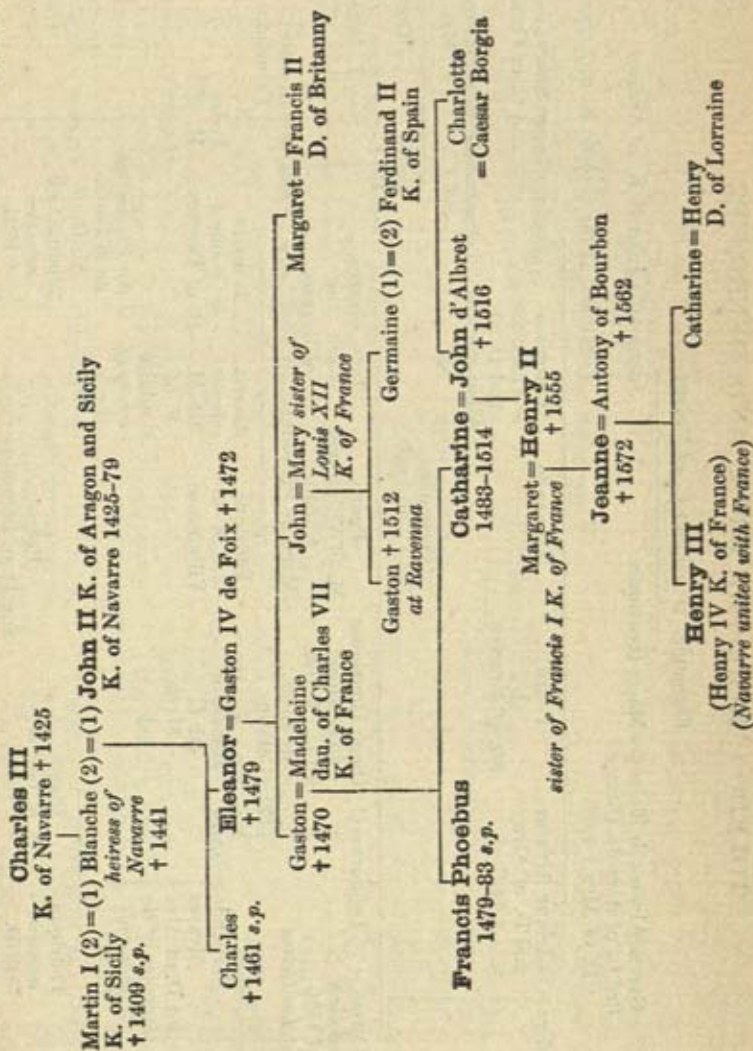 Charles III
K. of Navarre † 1425
Martin I (2) = (1) Blanche (2) = (1) John II K. of Aragon and Sicily
K. of Sicily heiress of K. of Navarre 1425–79
† 1409 s.p. Navarre
† 1441
Charles Eleanor = Gaston IV de Foix † 1472
† 1461 s.p. † 1479
Gaston = Madeleine John = Mary sister of Margaret = Francis II
† 1470 dau. of Charles VII Louis XII D. of Britanny
K. of France K. of France
Gaston † 1512 Germaine (1) = (2) Ferdinand II
at Ravenna K. of Spain
Francis Phoebus Catharine = John d'Albret Charlotte
1479–83 s.p. 1483–1514 † 1516 = Caesar Borgia
Margaret = Henry II
sister of Francis I K. of France † 1555
Jeanne = Antony of Bourbon
† 1572 † 1562
Henry III Catharine = Henry
(Henry IV K. of France) D. of Lorraine
(Navarre united with France)